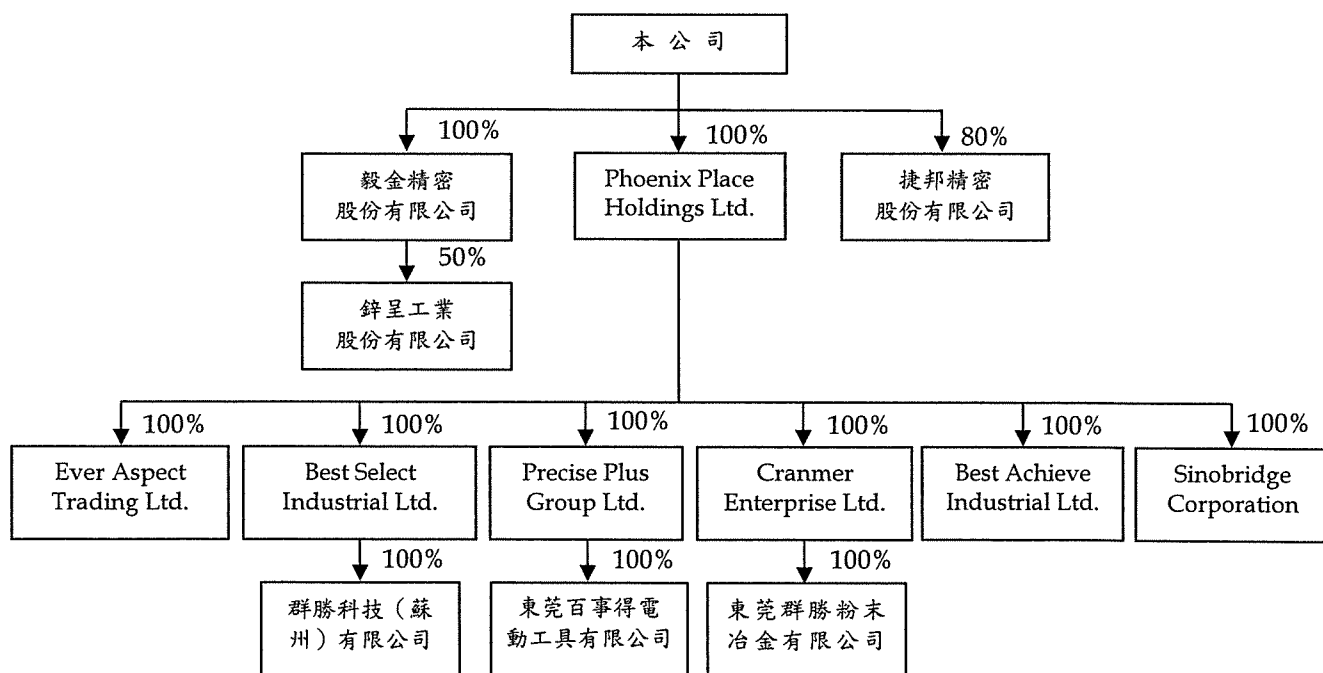 本 公 司
100%
100%
80%
毅金精密
股份有限公司
Phoenix Place
Holdings Ltd.
捷邦精密
股份有限公司
50%
鋅呈工業
股份有限公司
100%
100%
100%
100%
100%
100%
Ever Aspect
Trading Ltd.
Best Select
Industrial Ltd.
Precise Plus
Group Ltd.
Cranmer
Enterprise Ltd.
Best Achieve
Industrial Ltd.
Sinobridge
Corporation
100%
100%
100%
群勝科技（蘇
州）有限公司
東莞百事得電
動工具有限公司
東莞群勝粉末
冶金有限公司